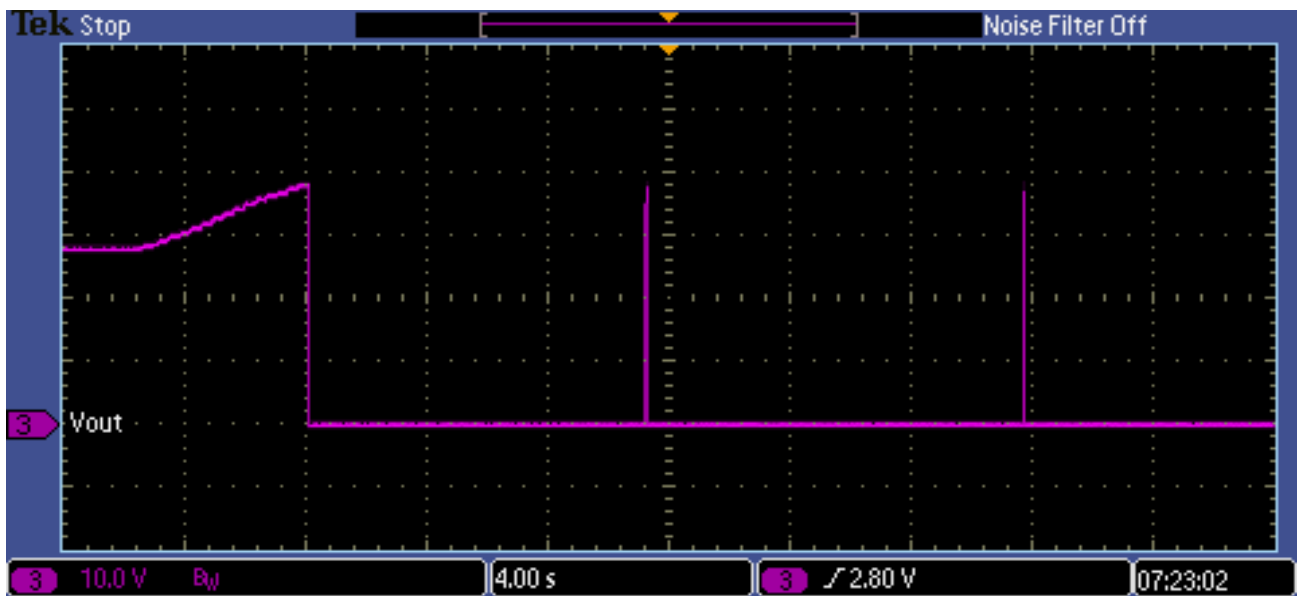 Tek Stop
Noise Filter Off
3 Vout
3 10.0 V BW
4.00 s
3 2.80 V
07:23:02